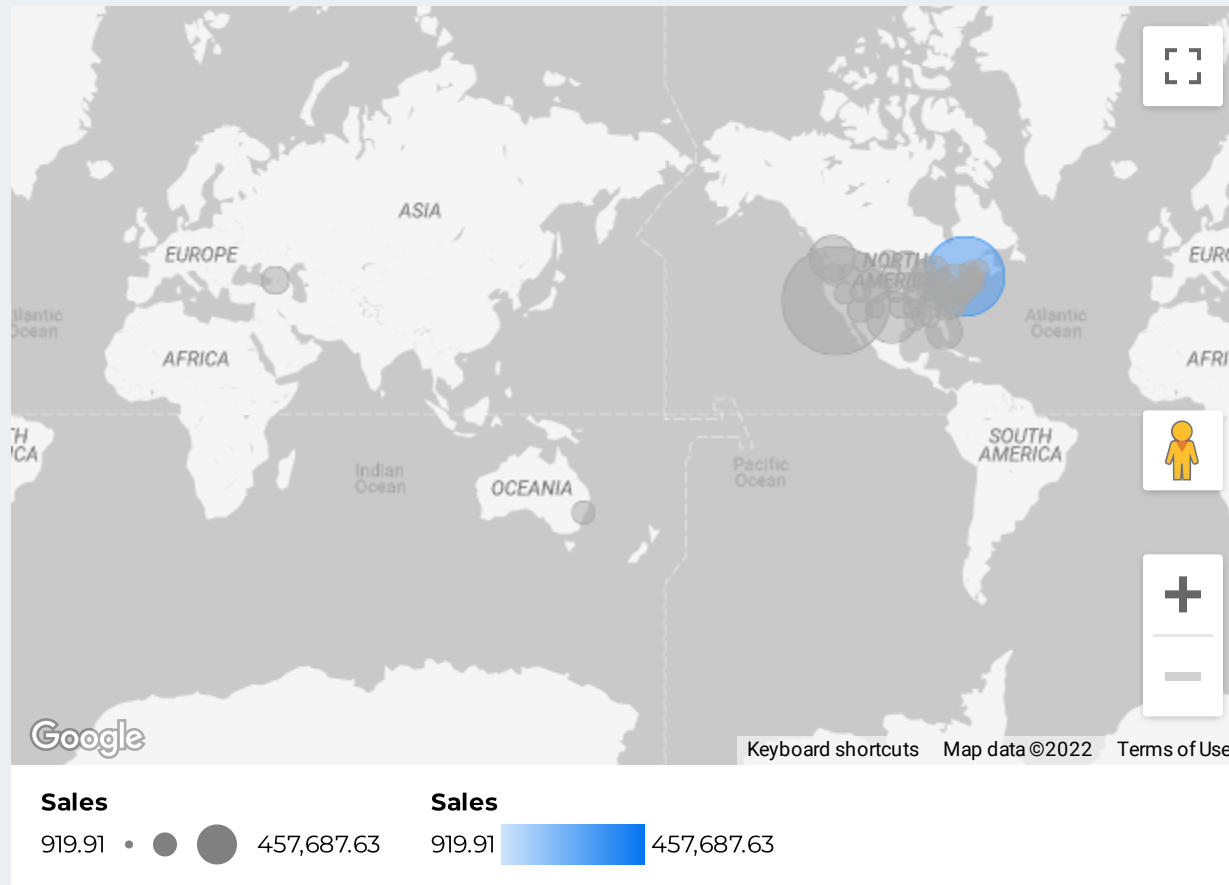 ASIA
EUROPE
NORTH
AMERI
EURO
tlantic
Ocean
Atlantic
Ocean
AFRICA
AFRI
TH
ICA
SOUTH
AMERICA
Indian
Ocean
OCEANIA
Pacific
Ocean
Google
Keyboard shortcuts
Map data ©2022
Terms of Use
Sales
Sales
919.91
457,687.63
919.91
457,687.63